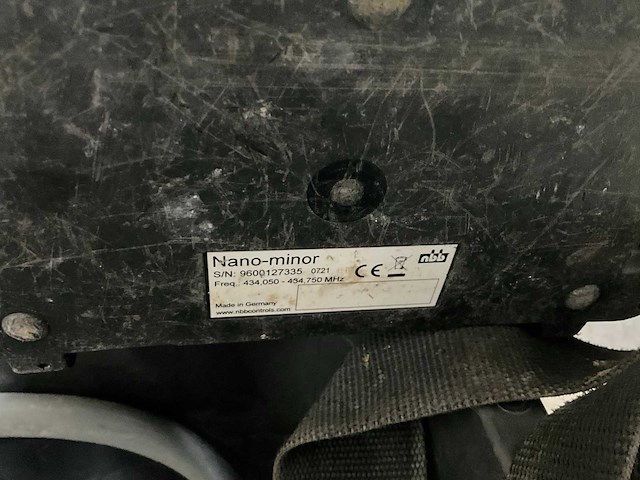 Nano-minor
nbb
S/N: 9600127335 0721
CE
Freq.: 434,050 - 434,750 MHz
Made in Germany
www.nbbcontrols.com